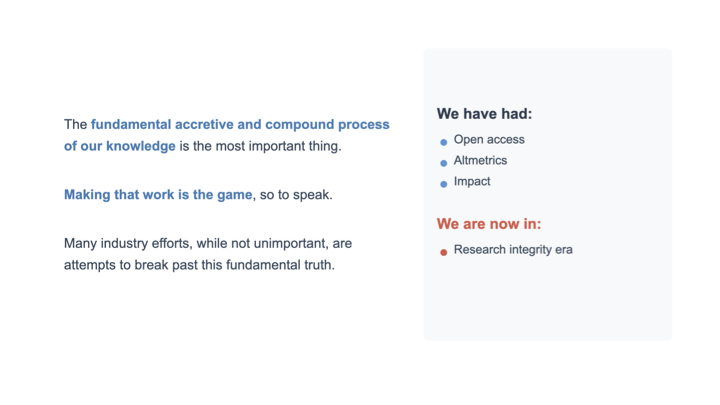 The fundamental accretive and compound process
of our knowledge is the most important thing.
Making that work is the game, so to speak.
Many industry efforts, while not unimportant, are
attempts to break past this fundamental truth.
We have had:
Open access
Altmetrics
Impact
We are now in:
Research integrity era